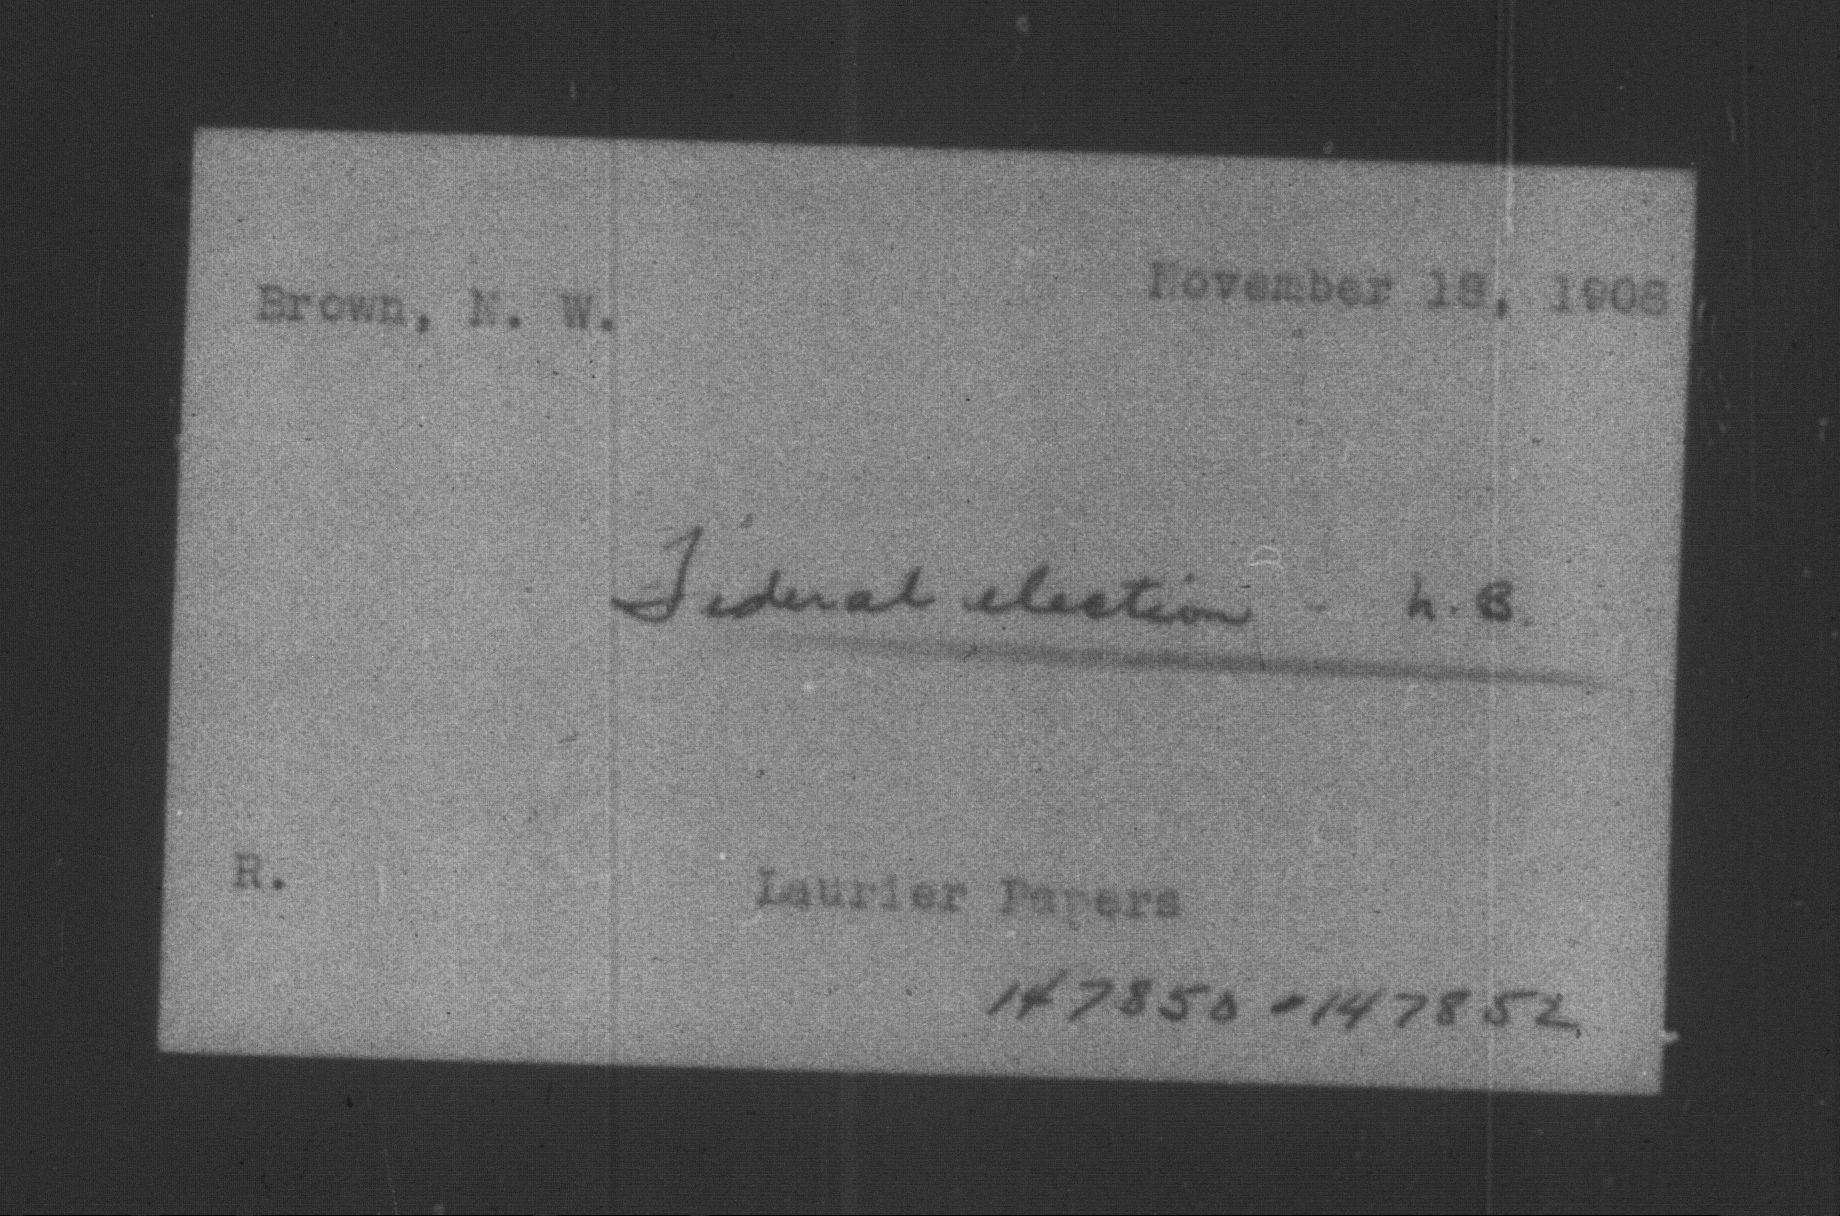 Brown, N. W. November 18, 1908
Federal election - N.B.
R. Laurier Papers
147850-147852